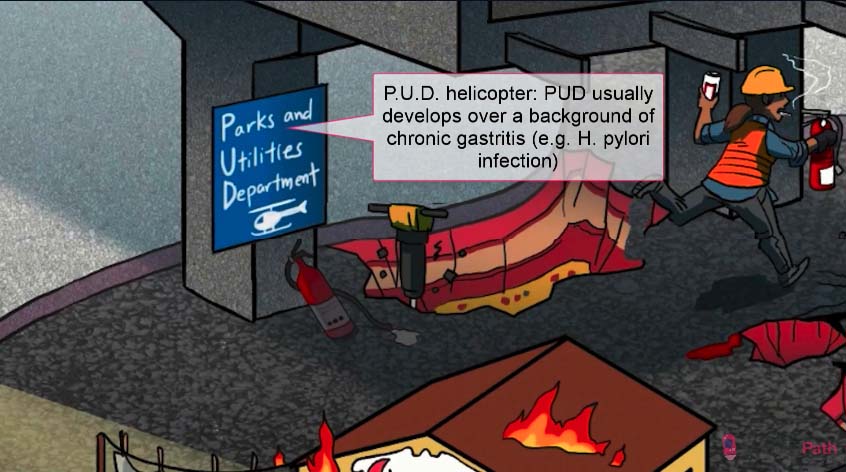 Parks and
Utilities
Department
P.U.D. helicopter: PUD usually
develops over a background of
chronic gastritis (e.g. H. pylori
infection)
Path